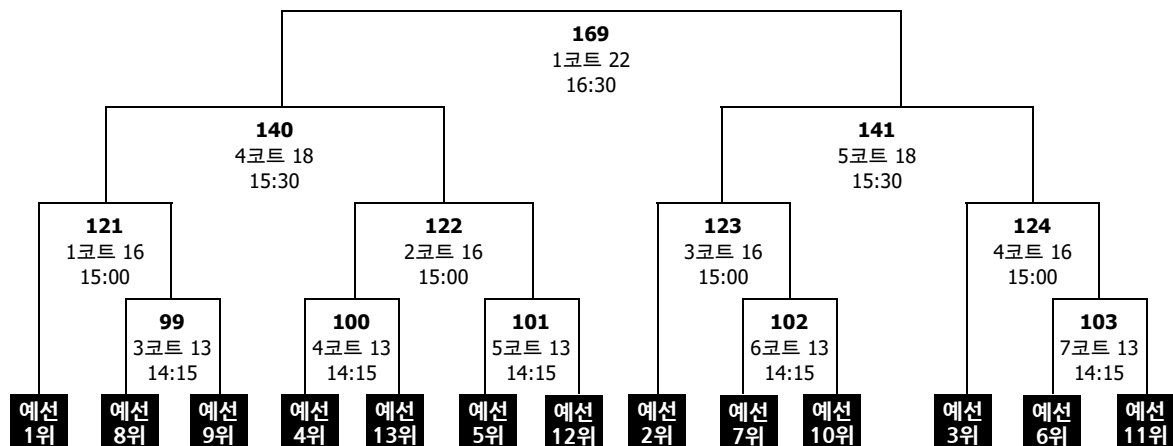 169
1코트 22
16:30
140
4코트 18
15:30
141
5코트 18
15:30
121
1코트 16
15:00
122
2코트 16
15:00
123
3코트 16
15:00
124
4코트 16
15:00
99
3코트 13
14:15
100
4코트 13
14:15
101
5코트 13
14:15
102
6코트 13
14:15
103
7코트 13
14:15
예선
1위
예선
8위
예선
9위
예선
4위
예선
13위
예선
5위
예선
12위
예선
2위
예선
7위
예선
10위
예선
3위
예선
6위
예선
11위